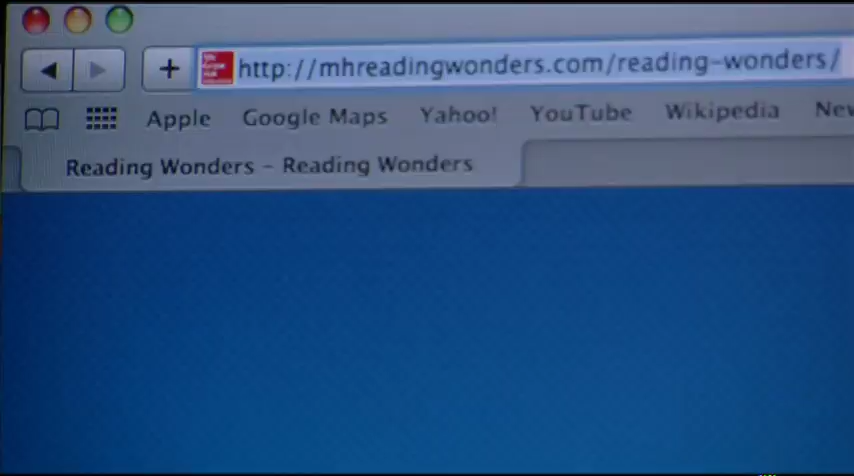 http://mhreadingwonders.com/reading-wonders/
Apple Google Maps Yahoo! YouTube Wikipedia
Reading Wonders - Reading Wonders